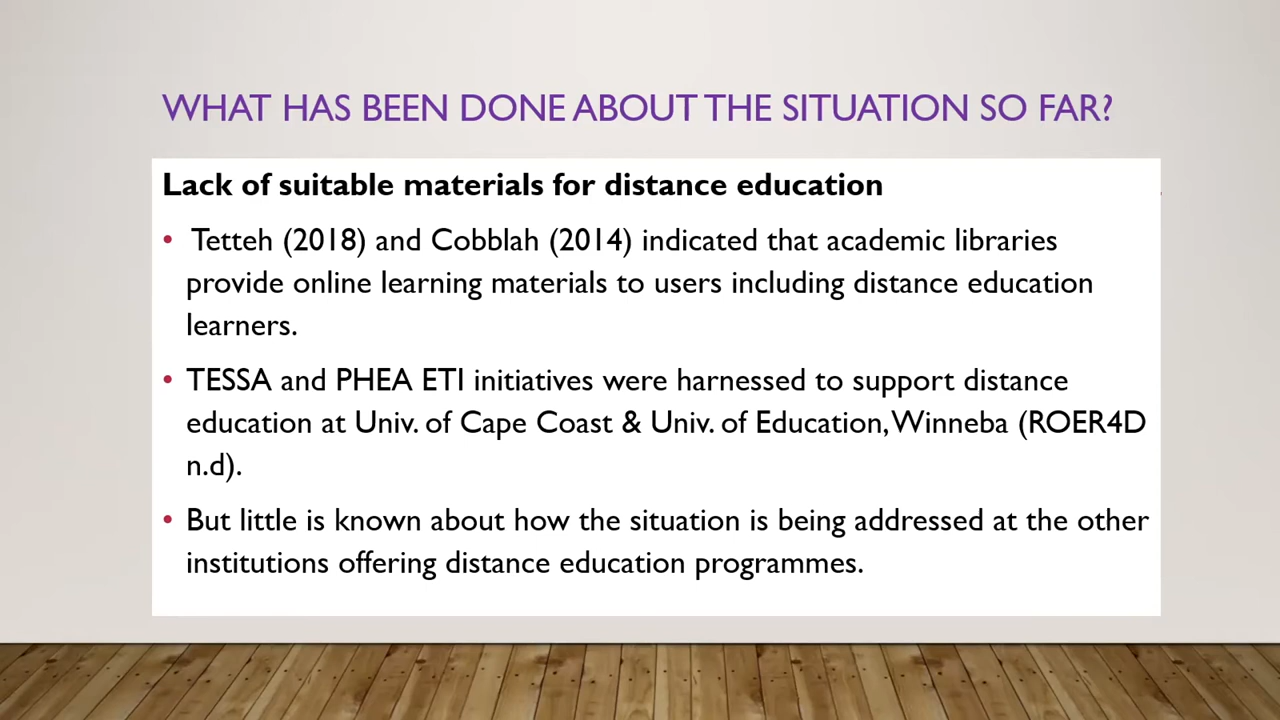 WHAT HAS BEEN DONE ABOUT THE SITUATION SO FAR?
Lack of suitable materials for distance education
• Tetteh (2018) and Cobblah (2014) indicated that academic libraries
provide online learning materials to users including distance education
learners.
• TESSA and PHEA ETI initiatives were harnessed to support distance
education at Univ. of Cape Coast & Univ. of Education, Winneba (ROER4D
n.d).
• But little is known about how the situation is being addressed at the other
institutions offering distance education programmes.